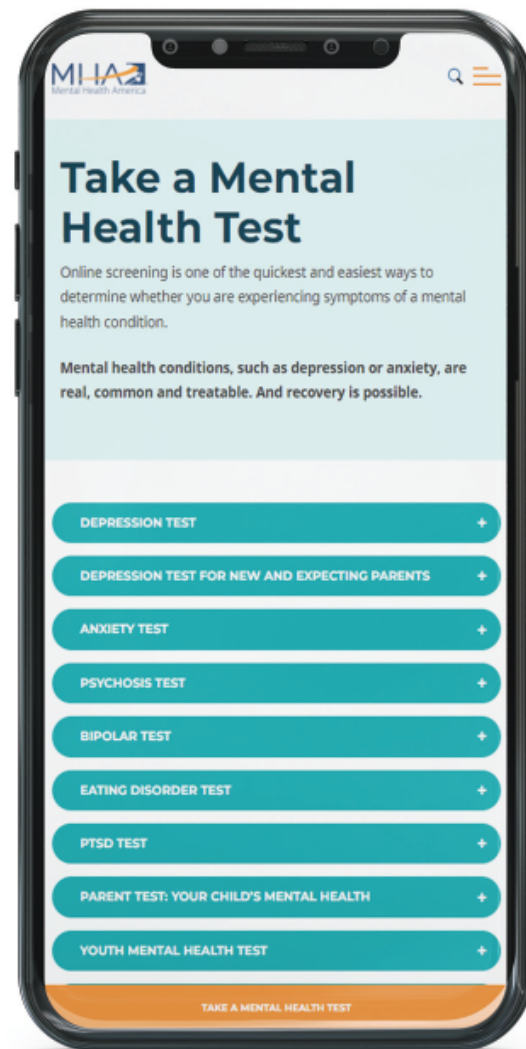 MHA
Mental Health America
Take a Mental
Health Test
Online screening is one of the quickest and easiest ways to
determine whether you are experiencing symptoms of a mental
health condition.
Mental health conditions, such as depression or anxiety, are
real, common and treatable. And recovery is possible.
DEPRESSION TEST +
DEPRESSION TEST FOR NEW AND EXPECTING PARENTS +
ANXIETY TEST +
PSYCHOSIS TEST +
BIPOLAR TEST +
EATING DISORDER TEST +
PTSD TEST +
PARENT TEST: YOUR CHILD'S MENTAL HEALTH +
YOUTH MENTAL HEALTH TEST +
TAKE A MENTAL HEALTH TEST